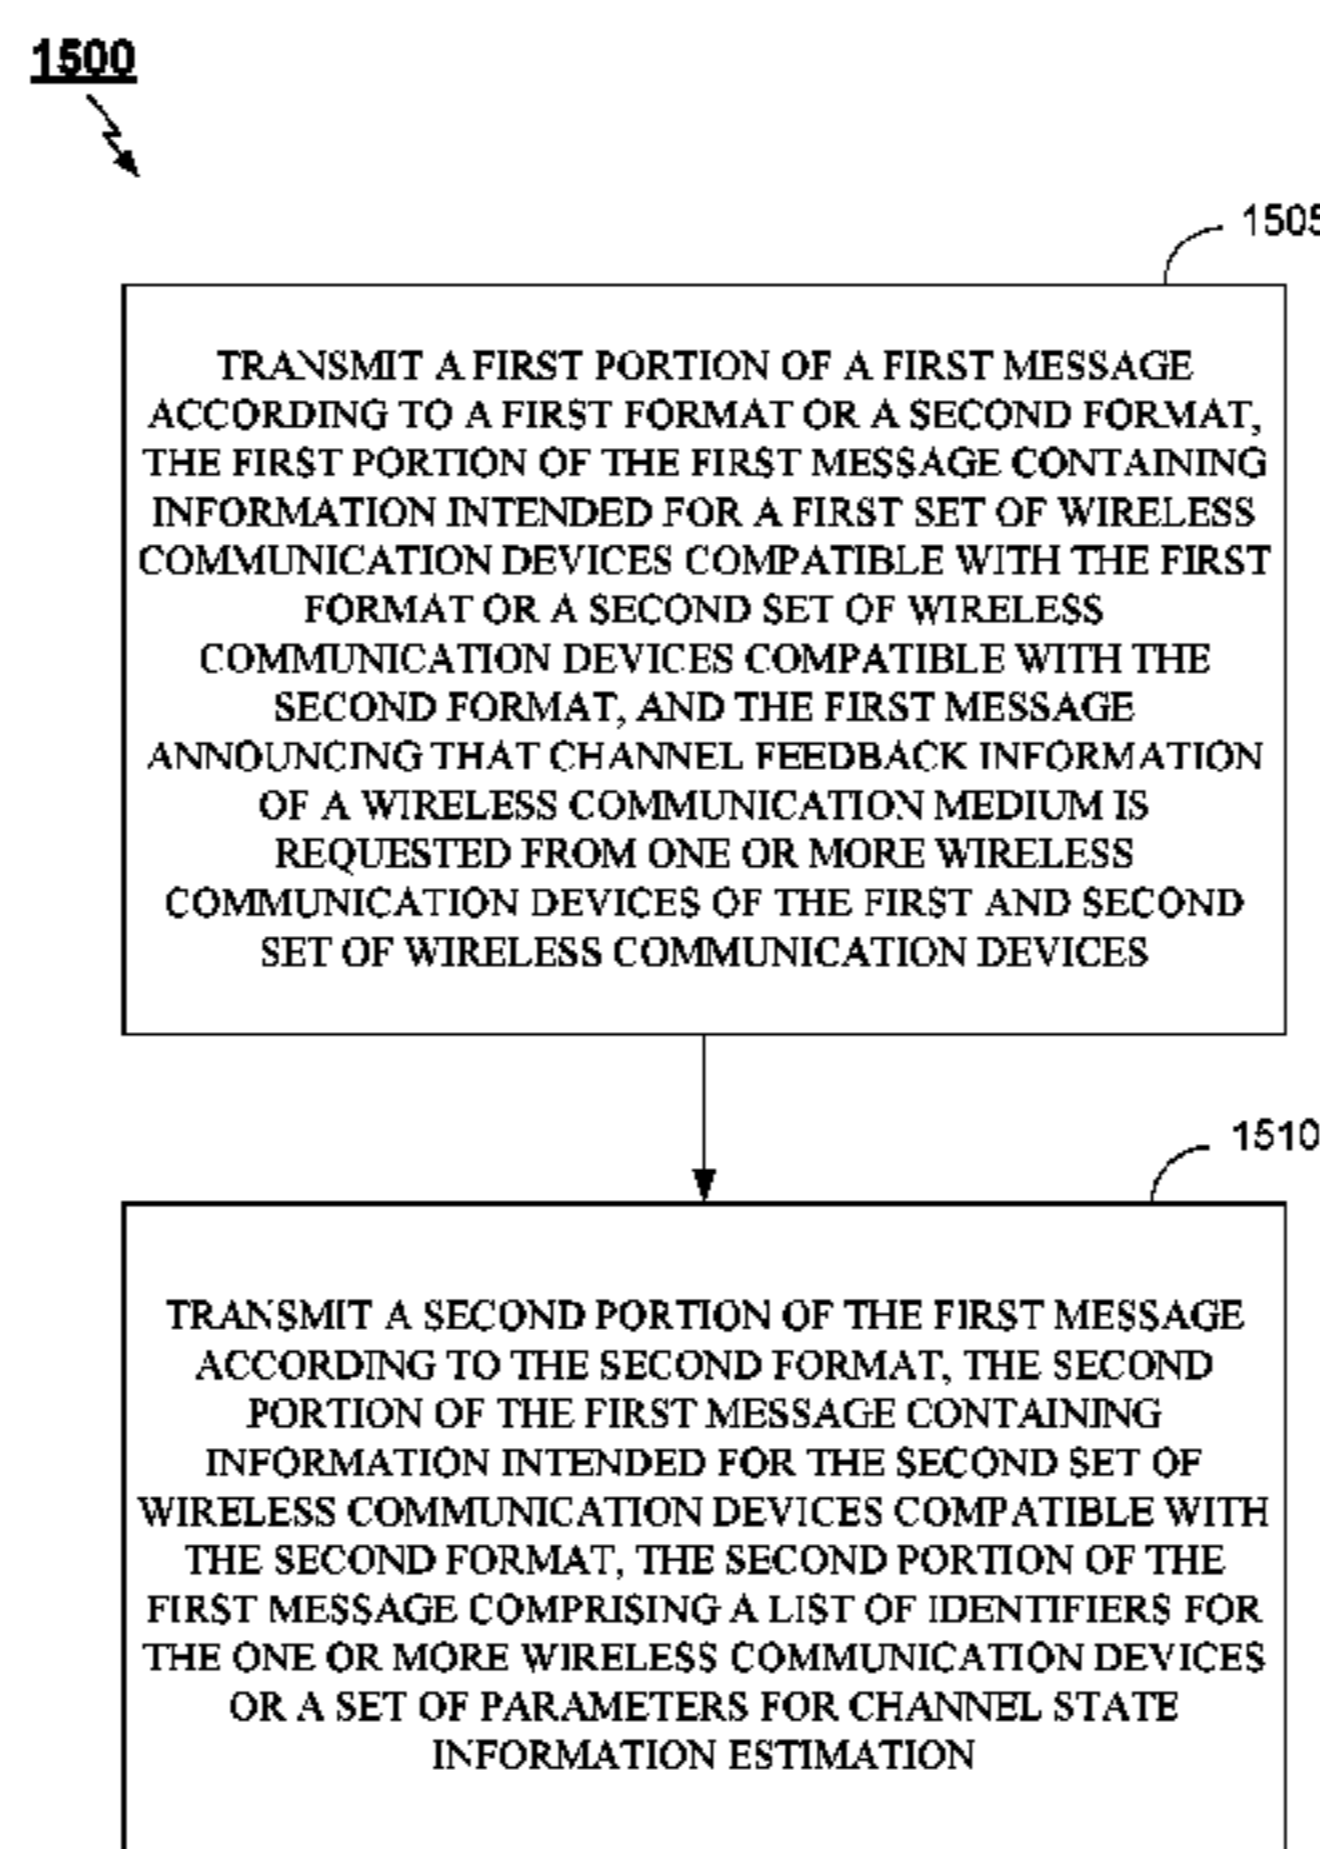 1500
1505
TRANSMIT A FIRST PORTION OF A FIRST MESSAGE
ACCORDING TO A FIRST FORMAT OR A SECOND FORMAT,
THE FIRST PORTION OF THE FIRST MESSAGE CONTAINING
INFORMATION INTENDED FOR A FIRST SET OF WIRELESS
COMMUNICATION DEVICES COMPATIBLE WITH THE FIRST
FORMAT OR A SECOND SET OF WIRELESS
COMMUNICATION DEVICES COMPATIBLE WITH THE
SECOND FORMAT, AND THE FIRST MESSAGE
ANNOUNCING THAT CHANNEL FEEDBACK INFORMATION
OF A WIRELESS COMMUNICATION MEDIUM IS
REQUESTED FROM ONE OR MORE WIRELESS
COMMUNICATION DEVICES OF THE FIRST AND SECOND
SET OF WIRELESS COMMUNICATION DEVICES
1510
TRANSMIT A SECOND PORTION OF THE FIRST MESSAGE
ACCORDING TO THE SECOND FORMAT, THE SECOND
PORTION OF THE FIRST MESSAGE CONTAINING
INFORMATION INTENDED FOR THE SECOND SET OF
WIRELESS COMMUNICATION DEVICES COMPATIBLE WITH
THE SECOND FORMAT, THE SECOND PORTION OF THE
FIRST MESSAGE COMPRISING A LIST OF IDENTIFIERS FOR
THE ONE OR MORE WIRELESS COMMUNICATION DEVICES
OR A SET OF PARAMETERS FOR CHANNEL STATE
INFORMATION ESTIMATION